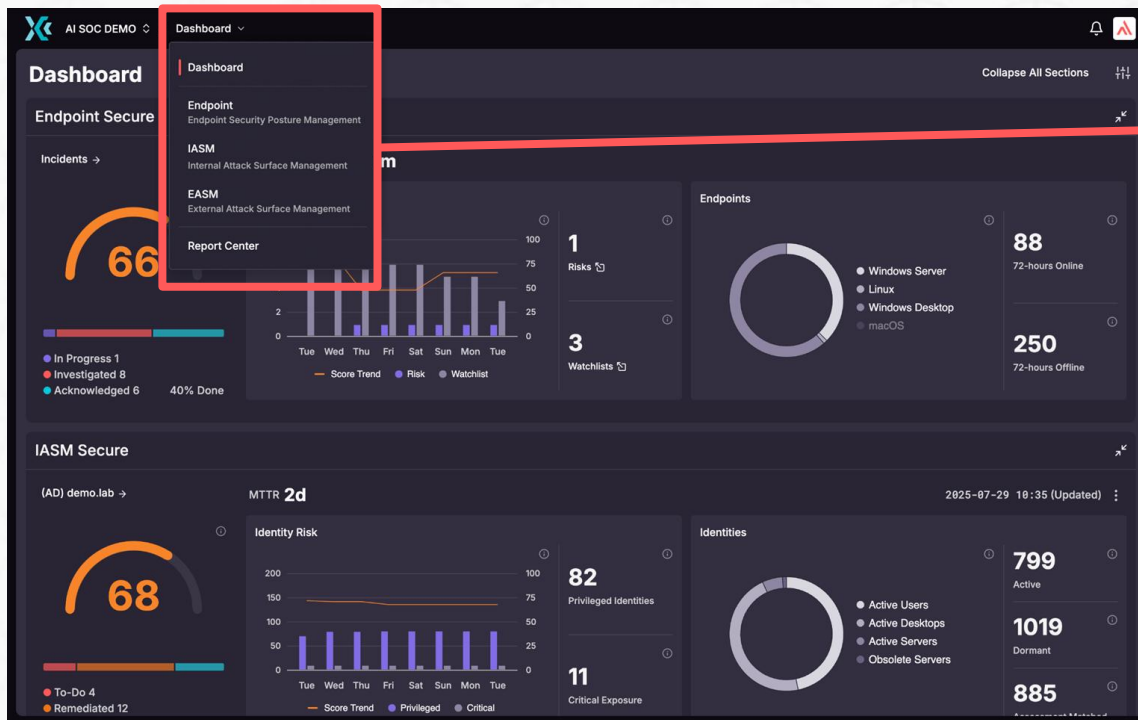 AI SOC DEMO
Dashboard
Dashboard
Endpoint
Endpoint Security Posture Management
IASM
Internal Attack Surface Management
EASM
External Attack Surface Management
Report Center
Dashboard
Collapse All Sections
Endpoint Secure
Incidents →
m
66
In Progress 1
Investigated 8
Acknowledged 6
40% Done
100
75
50
2
25
0
0
Tue Wed Thu Fri Sat Sun Mon Tue
Score Trend Risk Watchlist
1
Risks
3
Watchlists
Endpoints
Windows Server
Linux
Windows Desktop
macOS
88
72-hours Online
250
72-hours Offline
IASM Secure
(AD) demo.lab →
MTTR 2d
2025-07-29 10:35 (Updated)
68
To-Do 4
Remediated 12
Identity Risk
200 100
150 75
100 50
50 25
0 0
Tue Wed Thu Fri Sat Sun Mon Tue
Score Trend Privileged Critical
82
Privileged Identities
11
Critical Exposure
Identities
Active Users
Active Desktops
Active Servers
Obsolete Servers
799
Active
1019
Dormant
885